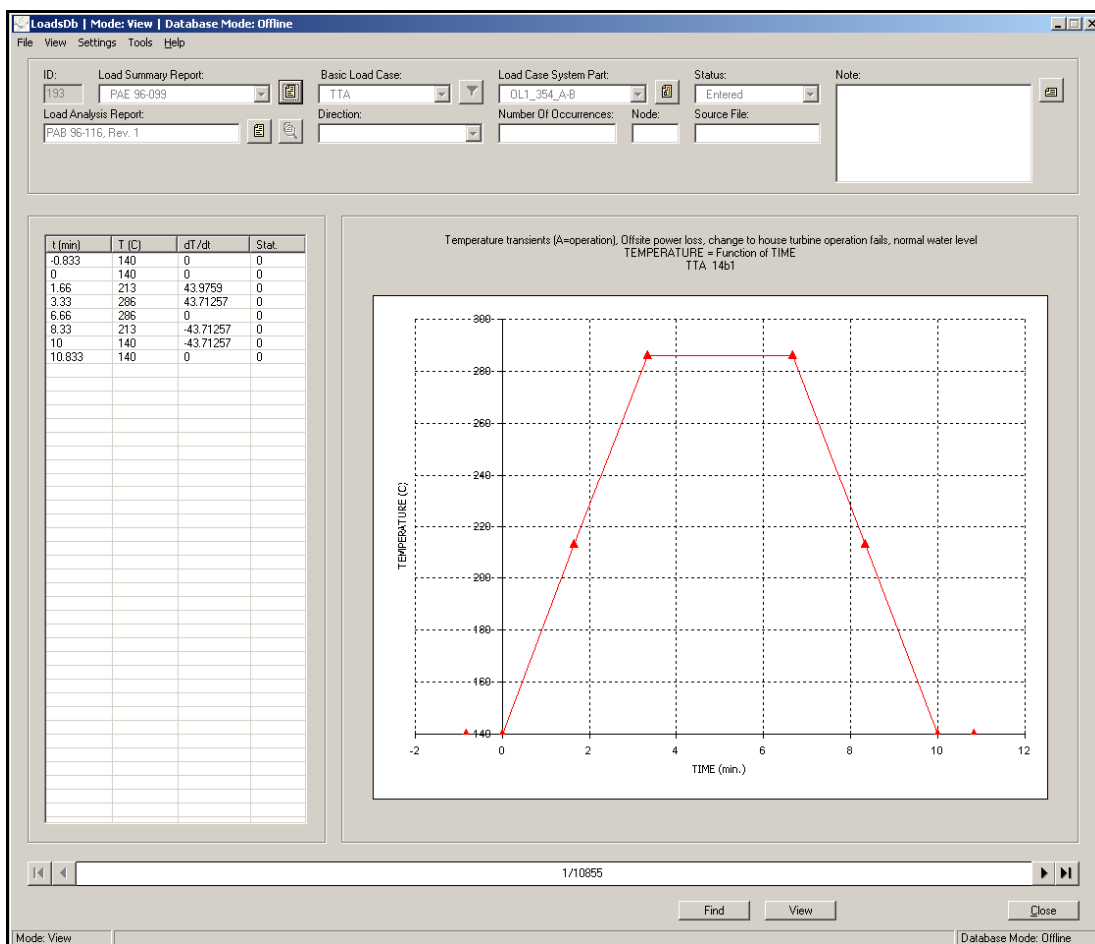 LoadsDb | Mode: View | Database Mode: Offline
File View Settings Tools Help
ID: Load Summary Report: Basic Load Case: Load Case System Part: Status: Note:
193 PAE 96-099 TTA OL1_354_A-B Entered
Load Analysis Report: Direction: Number Of Occurrences: Node: Source File:
PAB 96-116, Rev. 1
t (min) T (C) dT/dt Stat.
-0.833 140 0 0
0 140 0 0
1.66 213 43.9759 0
3.33 286 43.71257 0
6.66 286 0 0
8.33 213 -43.71257 0
10 140 -43.71257 0
10.833 140 0 0
Temperature transients (A=operation), Offsite power loss, change to house turbine operation fails, normal water level
TEMPERATURE = Function of TIME
TTA 14b1
TEMPERATURE (C)
300
280
260
240
220
200
180
160
140
-2 0 2 4 6 8 10 12
TIME (min.)
1/10855
Find View Close
Mode: View Database Mode: Offline